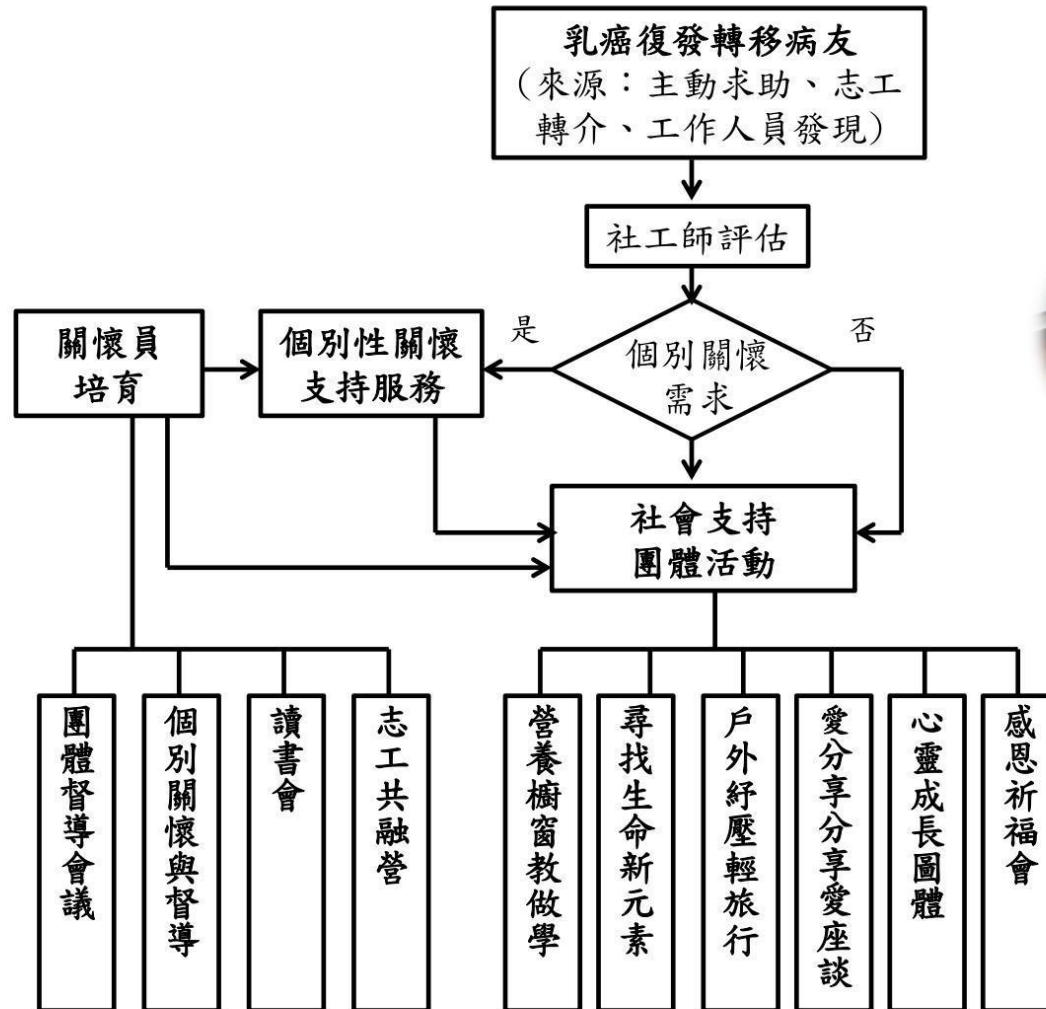 乳癌復發轉移病友
（來源：主動求助、志工
轉介、工作人員發現）
社工師評估
個別關懷
需求
是
否
關懷員
培育
個別性關懷
支持服務
社會支持
團體活動
團體督導會議
個別關懷與督導
讀書會
志工共融營
營養櫥窗教做學
尋找生命新元素
戶外紓壓輕旅行
愛分享分享愛座談
心靈成長圖體
感恩祈福會